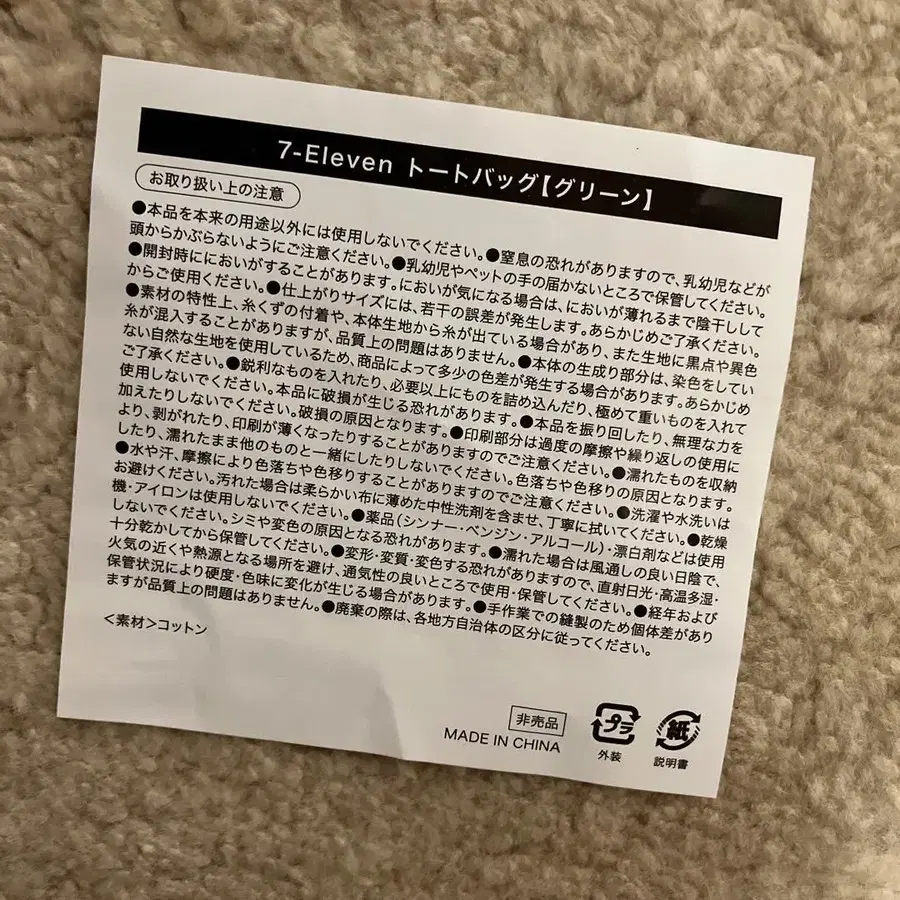 7-Eleven トートバッグ【グリーン】
お取り扱い上の注意
●本品を本来の用途以外には使用しないでください。●窒息の恐れがありますので、乳幼児などが
頭からかぶらないようにご注意ください。●乳幼児やペットの手の届かないところで保管してください。
●開封時ににおいがすることがあります。においが気になる場合は、においが薄れるまで陰干しして
からご使用ください。●仕上がりサイズには、若干の誤差が発生します。あらかじめご了承ください。
●素材の特性上、糸くずの付着や、本体生地から糸が出ている場合があり、また生地に黒点や異色
糸が混入することがありますが、品質上の問題はありません。●本体の生成り部分は、染色をしてい
ない自然な生地を使用しているため、商品によって多少の色差が発生する場合があります。あらかじめ
ご了承ください。●鋭利なものを入れたり、必要以上にものを詰め込んだり、極めて重いものを入れて
使用しないでください。本品に破損が生じる恐れがあります。●本品を振り回したり、無理な力を
加えたりしないでください。破損の原因となります。●印刷部分は過度の摩擦や繰り返しの使用に
より、剥がれたり、印刷が薄くなったりすることがありますのでご注意ください。●濡れたものを収納
したり、濡れたまま他のものと一緒にしたりしないでください。色落ちや色移りの原因となります。
●水や汗、摩擦により色落ちや色移りすることがありますのでご注意ください。●洗濯や水洗いは
お避けください。汚れた場合は柔らかい布に薄めた中性洗剤を含ませ、丁寧に拭いてください。●乾燥
機・アイロンは使用しないでください。●薬品(シンナー・ベンジン・アルコール)・漂白剤などは使用
しないでください。シミや変色の原因となる恐れがあります。●濡れた場合は風通しの良い日陰で、
十分乾かしてから保管してください。●変形・変質・変色する恐れがありますので、直射日光・高温多湿・
火気の近くや熱源となる場所を避け、通気性の良いところで使用・保管してください。●経年および
保管状況により硬度・色味に変化が生じる場合があります。●手作業での縫製のため個体差があり
ますが品質上の問題はありません。●廃棄の際は、各地方自治体の区分に従ってください。
<素材>コットン
非売品
MADE IN CHINA
プラ
外装
紙
説明書